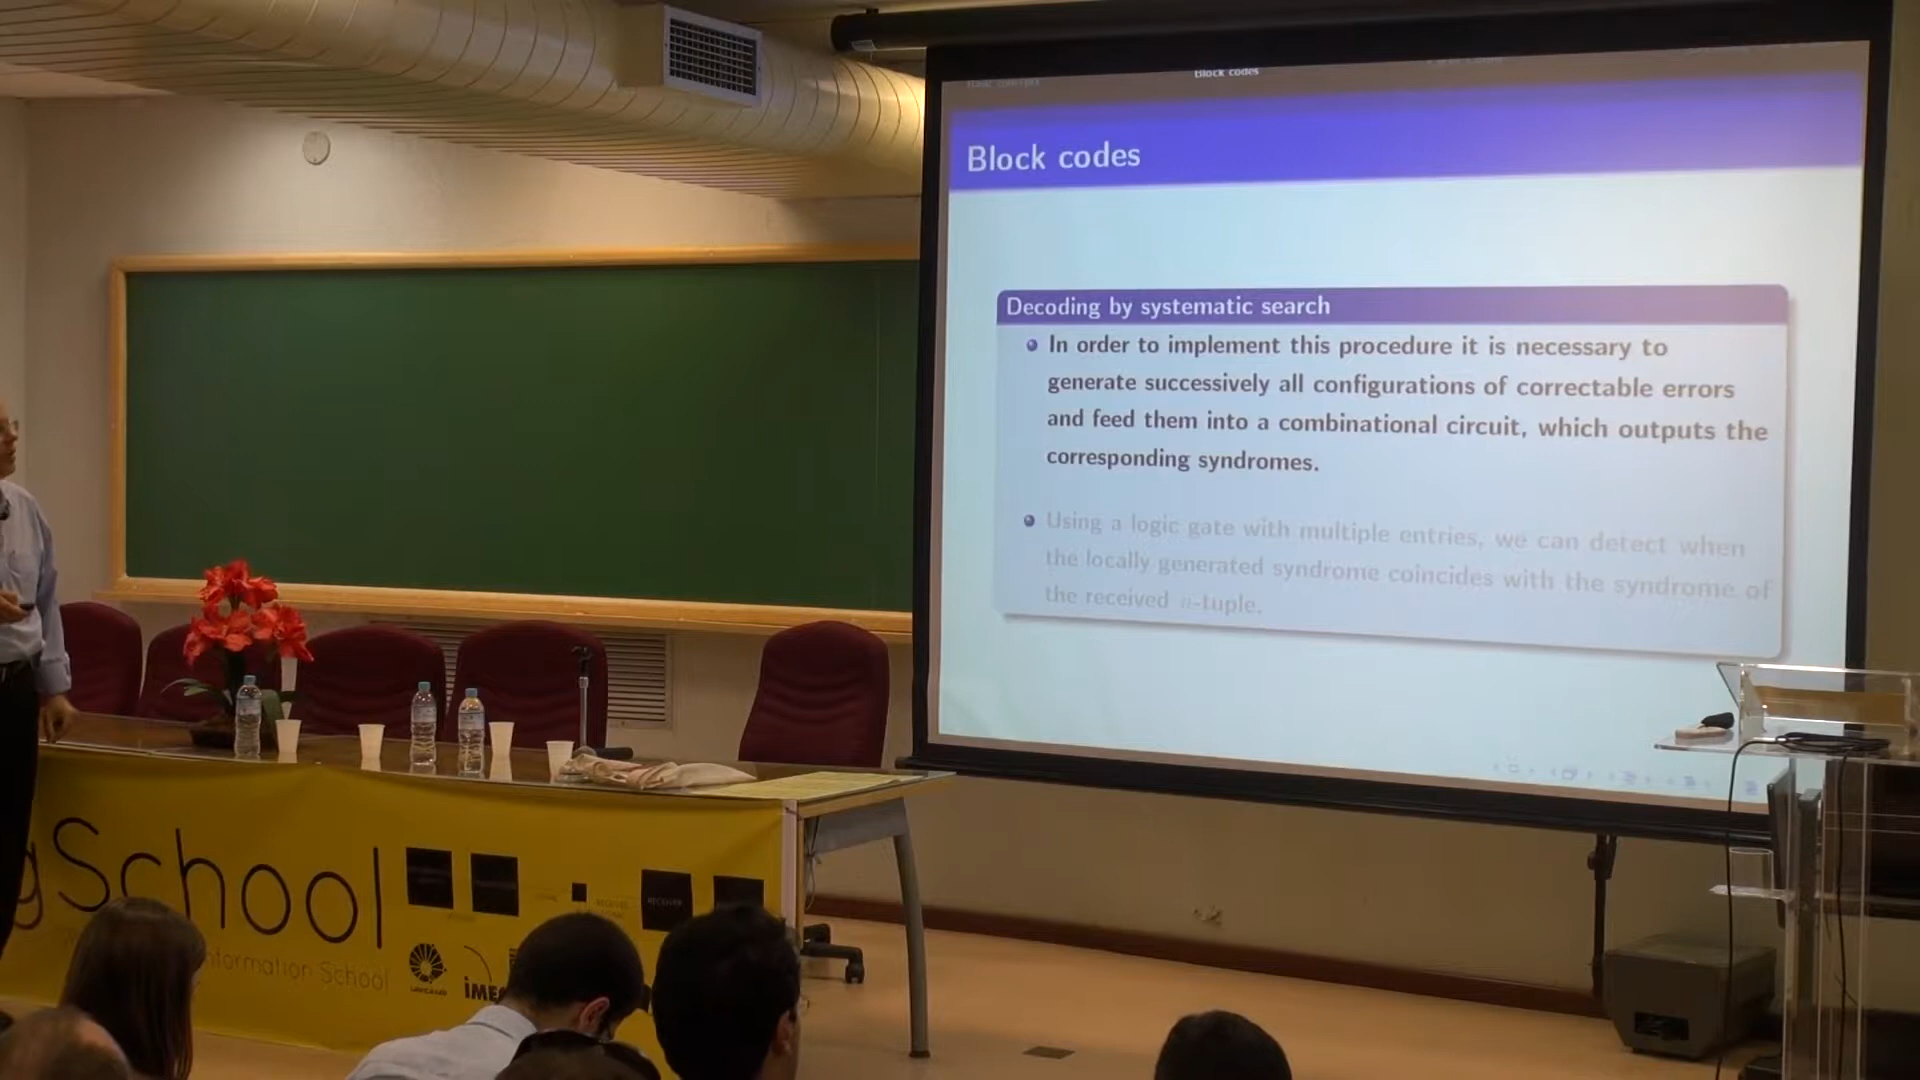 Block codes
Block codes
Decoding by systematic search
In order to implement this procedure it is necessary to
generate successively all configurations of correctable errors
and feed them into a combinational circuit, which outputs the
corresponding syndromes.
Using a logic gate with multiple entries, we can detect when
the locally generated syndrome coincides with the syndrome of
the received n-tuple.
gSchool
nformation School
RECEIVER